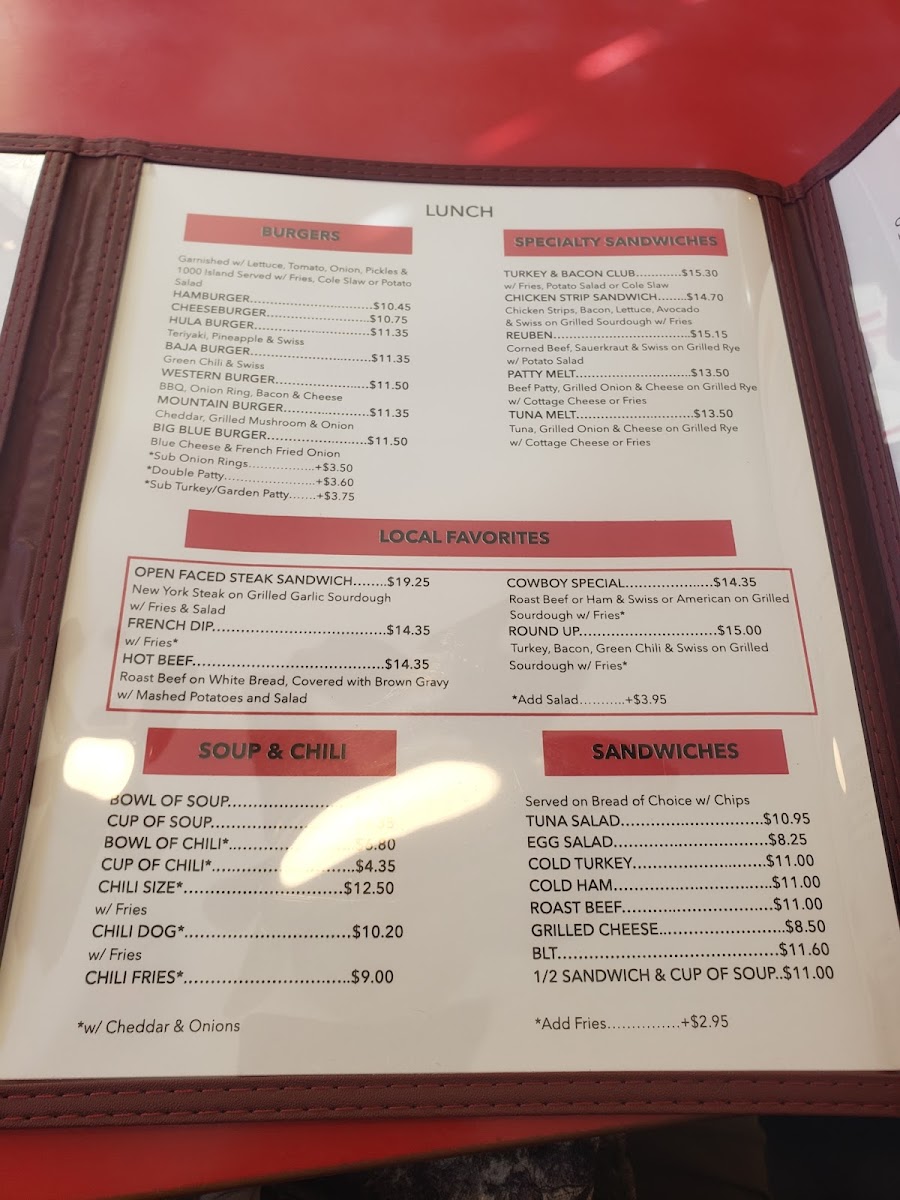 LUNCH
BURGERS
Garnished w/ Lettuce, Tomato, Onion, Pickles &
1000 Island Served w/ Fries, Cole Slaw or Potato
Salad
HAMBURGER..............................$10.45
CHEESEBURGER..........................$10.75
HULA BURGER............................$11.35
Teriyaki, Pineapple & Swiss
BAJA BURGER.............................$11.35
Green Chili & Swiss
WESTERN BURGER......................$11.50
BBQ, Onion Ring, Bacon & Cheese
MOUNTAIN BURGER....................$11.35
Cheddar, Grilled Mushroom & Onion
BIG BLUE BURGER........................$11.50
Blue Cheese & French Fried Onion
*Sub Onion Rings.................+$3.50
*Double Patty.......................+$3.60
*Sub Turkey/Garden Patty.......+$3.75
SPECIALTY SANDWICHES
TURKEY & BACON CLUB...........$15.30
w/ Fries, Potato Salad or Cole Slaw
CHICKEN STRIP SANDWICH.......$14.70
Chicken Strips, Bacon, Lettuce, Avocado
& Swiss on Grilled Sourdough w/ Fries
REUBEN.....................................$15.15
Corned Beef, Sauerkraut & Swiss on Grilled Rye
w/ Potato Salad
PATTY MELT............................$13.50
Beef Patty, Grilled Onion & Cheese on Grilled Rye
w/ Cottage Cheese or Fries
TUNA MELT.............................$13.50
Tuna, Grilled Onion & Cheese on Grilled Rye
w/ Cottage Cheese or Fries
LOCAL FAVORITES
OPEN FACED STEAK SANDWICH........$19.25
New York Steak on Grilled Garlic Sourdough
w/ Fries & Salad
FRENCH DIP........................................$14.35
w/ Fries*
HOT BEEF...........................................$14.35
Roast Beef on White Bread, Covered with Brown Gravy
w/ Mashed Potatoes and Salad
COWBOY SPECIAL.....................$14.35
Roast Beef or Ham & Swiss or American on Grilled
Sourdough w/ Fries*
ROUND UP................................$15.00
Turkey, Bacon, Green Chili & Swiss on Grilled
Sourdough w/ Fries*
*Add Salad...........+$3.95
SOUP & CHILI
BOWL OF SOUP.......................
CUP OF SOUP..........................
BOWL OF CHILI*.......................
CUP OF CHILI*..........................$4.35
CHILI SIZE*..............................$12.50
w/ Fries
CHILI DOG*..............................$10.20
w/ Fries
CHILI FRIES*.............................$9.00
*w/ Cheddar & Onions
SANDWICHES
Served on Bread of Choice w/ Chips
TUNA SALAD..........................$10.95
EGG SALAD.............................$8.25
COLD TURKEY........................$11.00
COLD HAM............................$11.00
ROAST BEEF...........................$11.00
GRILLED CHEESE.....................$8.50
BLT.........................................$11.60
1/2 SANDWICH & CUP OF SOUP..$11.00
*Add Fries...............+$2.95